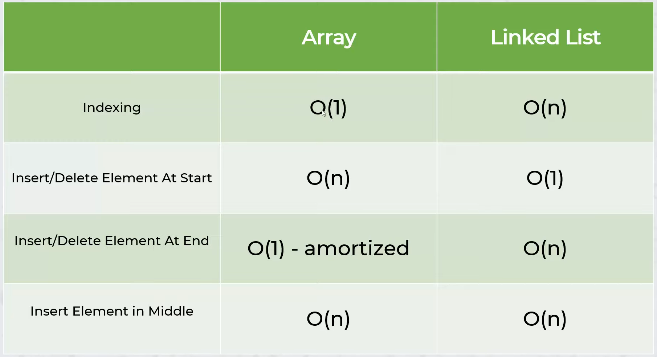 Array Linked List
Indexing O(1) O(n)
Insert/Delete Element At Start O(n) O(1)
Insert/Delete Element At End O(1) - amortized O(n)
Insert Element in Middle O(n) O(n)